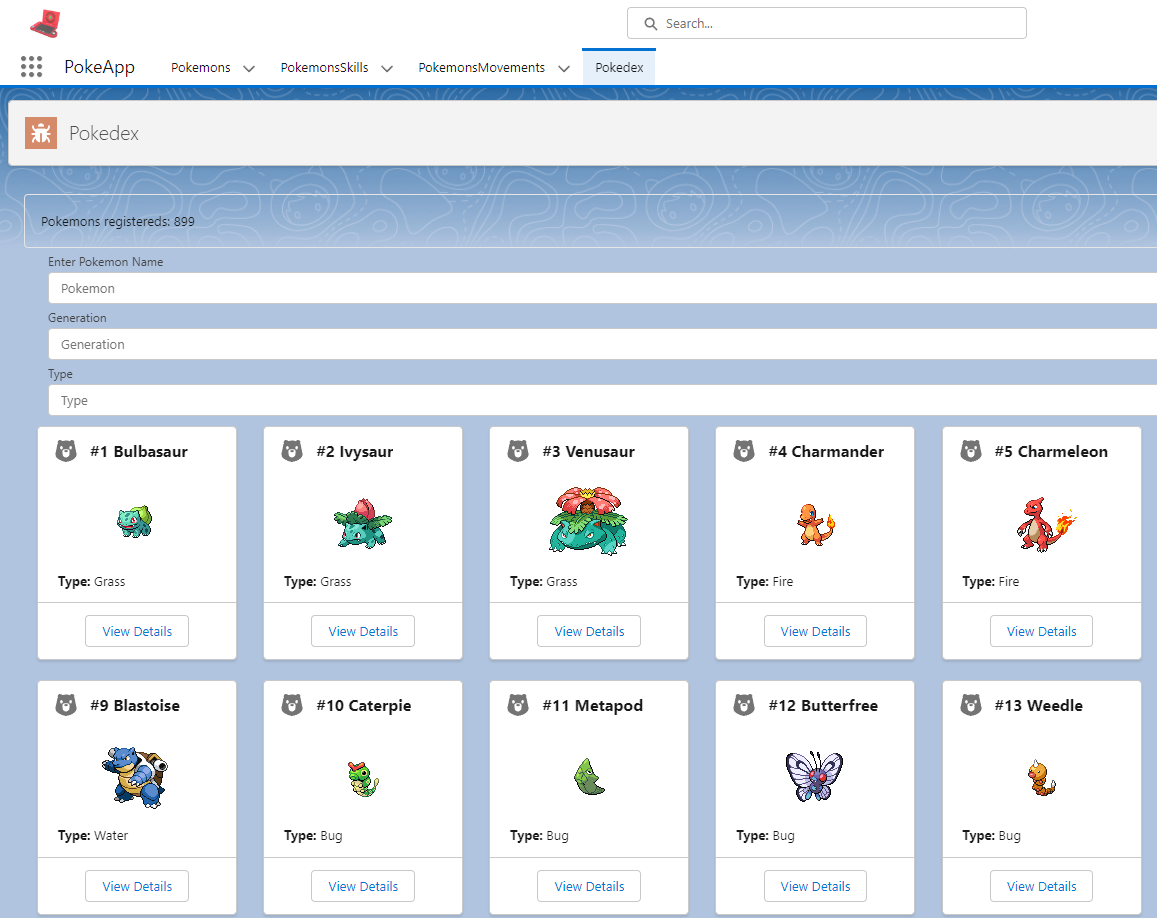 Search...
PokeApp Pokemons PokemonsSkills PokemonsMovements Pokedex
Pokedex
Pokemons registereds: 899
Enter Pokemon Name
Pokemon
Generation
Generation
Type
Type
#1 Bulbasaur #2 Ivysaur #3 Venusaur #4 Charmander #5 Charmeleon
Type: Grass Type: Grass Type: Grass Type: Fire Type: Fire
View Details View Details View Details View Details View Details
#9 Blastoise #10 Caterpie #11 Metapod #12 Butterfree #13 Weedle
Type: Water Type: Bug Type: Bug Type: Bug Type: Bug
View Details View Details View Details View Details View Details